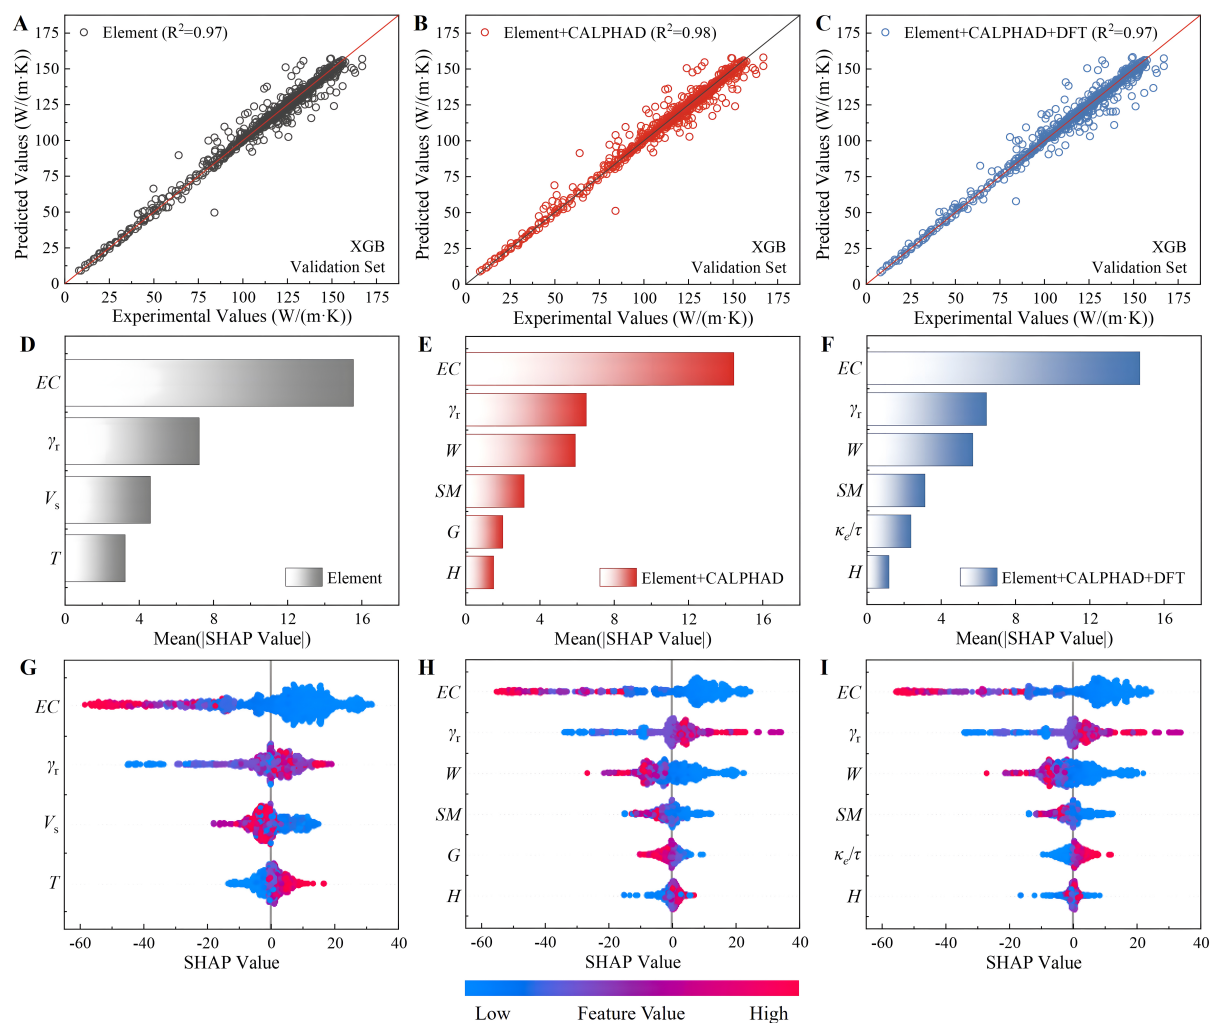 A
Element (R²=0.97)
Predicted Values (W/(m·K))
175
150
125
100
75
50
25
0
XGB
Validation Set
0 25 50 75 100 125 150 175
Experimental Values (W/(m·K))
B
Element+CALPHAD (R²=0.98)
Predicted Values (W/(m·K))
175
150
125
100
75
50
25
0
XGB
Validation Set
0 25 50 75 100 125 150 175
Experimental Values (W/(m·K))
C
Element+CALPHAD+DFT (R²=0.97)
Predicted Values (W/(m·K))
175
150
125
100
75
50
25
0
XGB
Validation Set
0 25 50 75 100 125 150 175
Experimental Values (W/(m·K))
D
EC
γr
Vs
T
Element
0 4 8 12 16
Mean(|SHAP Value|)
E
EC
γr
W
SM
G
H
Element+CALPHAD
0 4 8 12 16
Mean(|SHAP Value|)
F
EC
γr
W
SM
κe/τ
H
Element+CALPHAD+DFT
0 4 8 12 16
Mean(|SHAP Value|)
G
EC
γr
Vs
T
-60 -40 -20 0 20 40
SHAP Value
H
EC
γr
W
SM
G
H
-60 -40 -20 0 20 40
SHAP Value
I
EC
γr
W
SM
κe/τ
H
-60 -40 -20 0 20 40
SHAP Value
Low Feature Value High